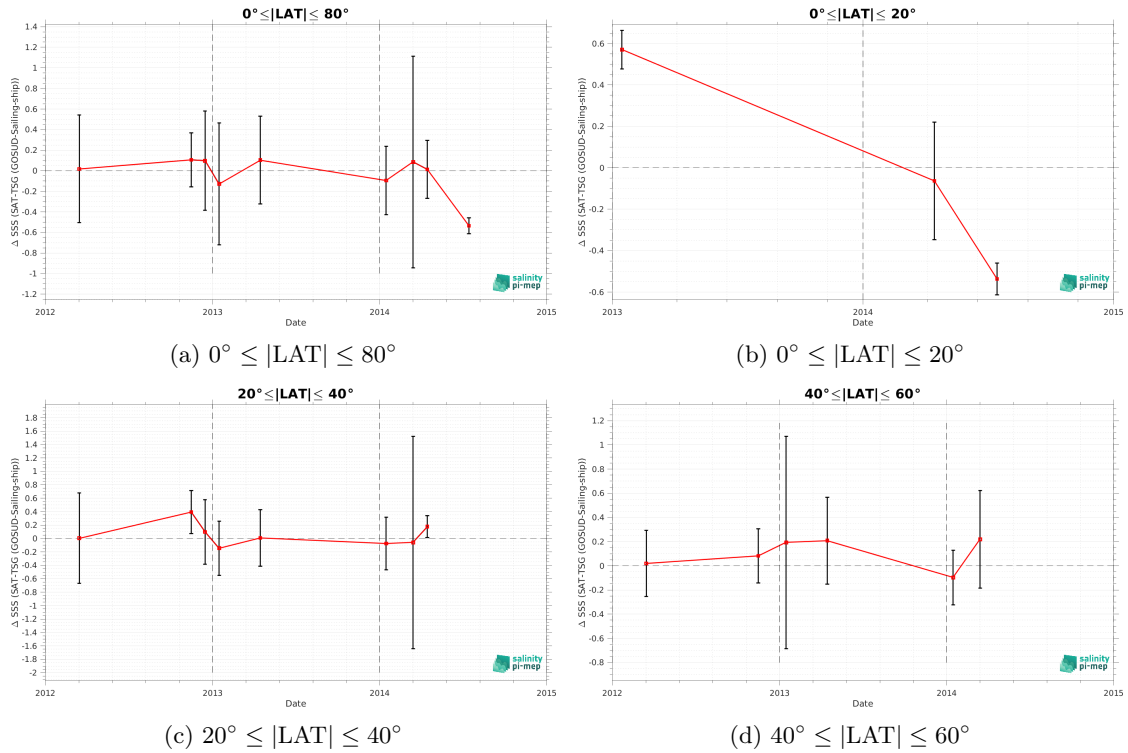 0°≤|LAT|≤ 80°
1.4
1.2
1
0.8
0.6
0.4
0.2
0
-0.2
-0.4
-0.6
-0.8
-1
-1.2
Δ SSS (SAT-TSG (GOSUD-Sailing-ship))
2012
2013
2014
2015
Date
salinity
pi-mep
(a) 0° ≤ |LAT| ≤ 80°
0°≤|LAT|≤ 20°
0.6
0.4
0.2
0
-0.2
-0.4
-0.6
Δ SSS (SAT-TSG (GOSUD-Sailing-ship))
2013
2014
2015
Date
salinity
pi-mep
(b) 0° ≤ |LAT| ≤ 20°
20°≤|LAT|≤ 40°
1.8
1.6
1.4
1.2
1
0.8
0.6
0.4
0.2
0
-0.2
-0.4
-0.6
-0.8
-1
-1.2
-1.4
-1.6
-1.8
-2
Δ SSS (SAT-TSG (GOSUD-Sailing-ship))
2012
2013
2014
2015
Date
salinity
pi-mep
(c) 20° ≤ |LAT| ≤ 40°
40°≤|LAT|≤ 60°
1.2
1
0.8
0.6
0.4
0.2
0
-0.2
-0.4
-0.6
-0.8
Δ SSS (SAT-TSG (GOSUD-Sailing-ship))
2012
2013
2014
2015
Date
salinity
pi-mep
(d) 40° ≤ |LAT| ≤ 60°